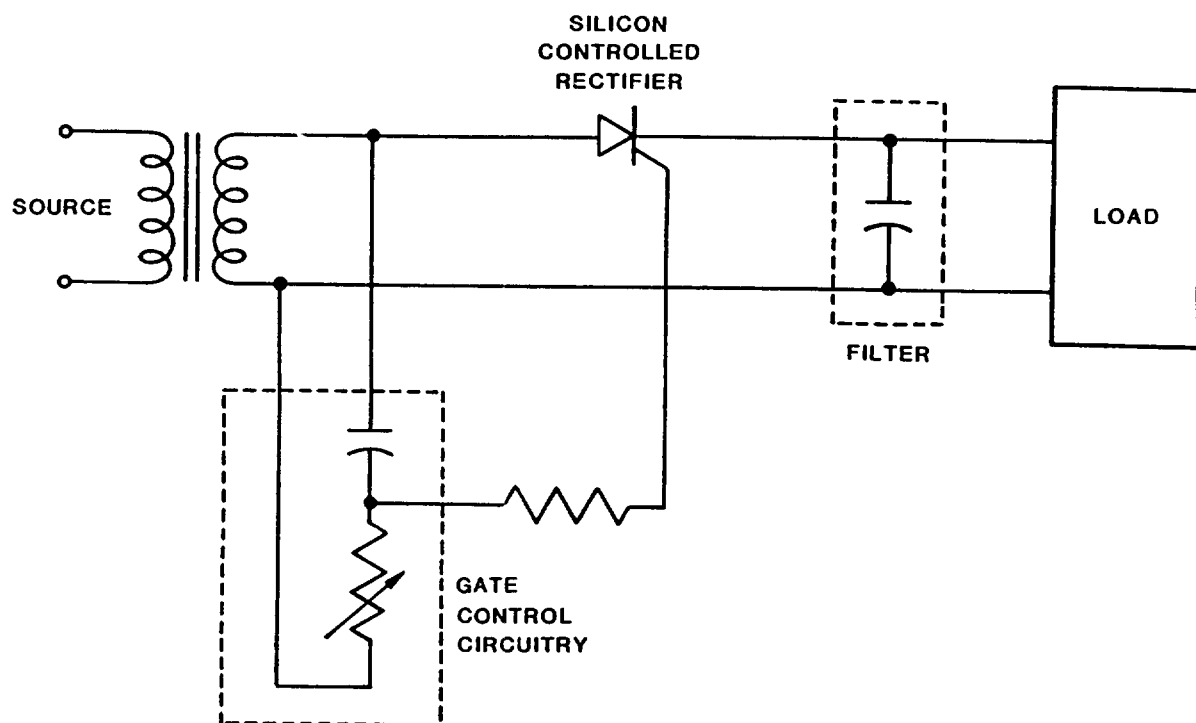 SILICON
CONTROLLED
RECTIFIER
SOURCE
LOAD
FILTER
GATE
CONTROL
CIRCUITRY